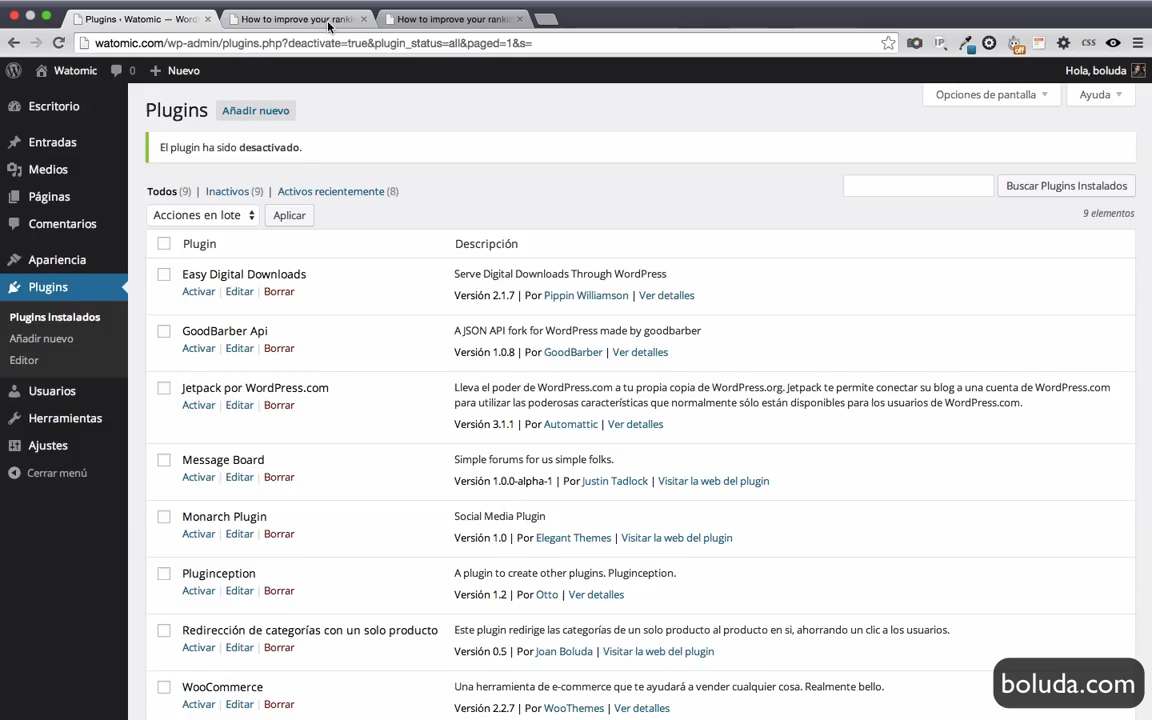 Plugins ‹ Watomic — Word
How to improve your rankin
How to improve your rankin
watomic.com/wp-admin/plugins.php?deactivate=true&plugin_status=all&paged=1&s=
IP
off
CSS
Watomic
0
Nuevo
Hola, boluda
Escritorio
Entradas
Medios
Páginas
Comentarios
Apariencia
Plugins
Plugins Instalados
Añadir nuevo
Editor
Usuarios
Herramientas
Ajustes
Cerrar menú
Plugins Añadir nuevo
Opciones de pantalla
Ayuda
El plugin ha sido desactivado.
Todos (9) | Inactivos (9) | Activos recientemente (8)
Buscar Plugins Instalados
Acciones en lote
Aplicar
9 elementos
Plugin Descripción
Easy Digital Downloads
Activar | Editar | Borrar
Serve Digital Downloads Through WordPress
Versión 2.1.7 | Por Pippin Williamson | Ver detalles
GoodBarber Api
Activar | Editar | Borrar
A JSON API fork for WordPress made by goodbarber
Versión 1.0.8 | Por GoodBarber | Ver detalles
Jetpack por WordPress.com
Activar | Editar | Borrar
Lleva el poder de WordPress.com a tu propia copia de WordPress.org. Jetpack te permite conectar su blog a una cuenta de WordPress.com
para utilizar las poderosas características que normalmente sólo están disponibles para los usuarios de WordPress.com.
Versión 3.1.1 | Por Automattic | Ver detalles
Message Board
Activar | Editar | Borrar
Simple forums for us simple folks.
Versión 1.0.0-alpha-1 | Por Justin Tadlock | Visitar la web del plugin
Monarch Plugin
Activar | Editar | Borrar
Social Media Plugin
Versión 1.0 | Por Elegant Themes | Visitar la web del plugin
Pluginception
Activar | Editar | Borrar
A plugin to create other plugins. Pluginception.
Versión 1.2 | Por Otto | Ver detalles
Redirección de categorías con un solo producto
Activar | Editar | Borrar
Este plugin redirige las categorías de un solo producto al producto en si, ahorrando un clic a los usuarios.
Versión 0.5 | Por Joan Boluda | Visitar la web del plugin
WooCommerce
Activar | Editar | Borrar
Una herramienta de e-commerce que te ayudará a vender cualquier cosa. Realmente bello.
Versión 2.2.7 | Por WooThemes | Ver detalles
boluda.com